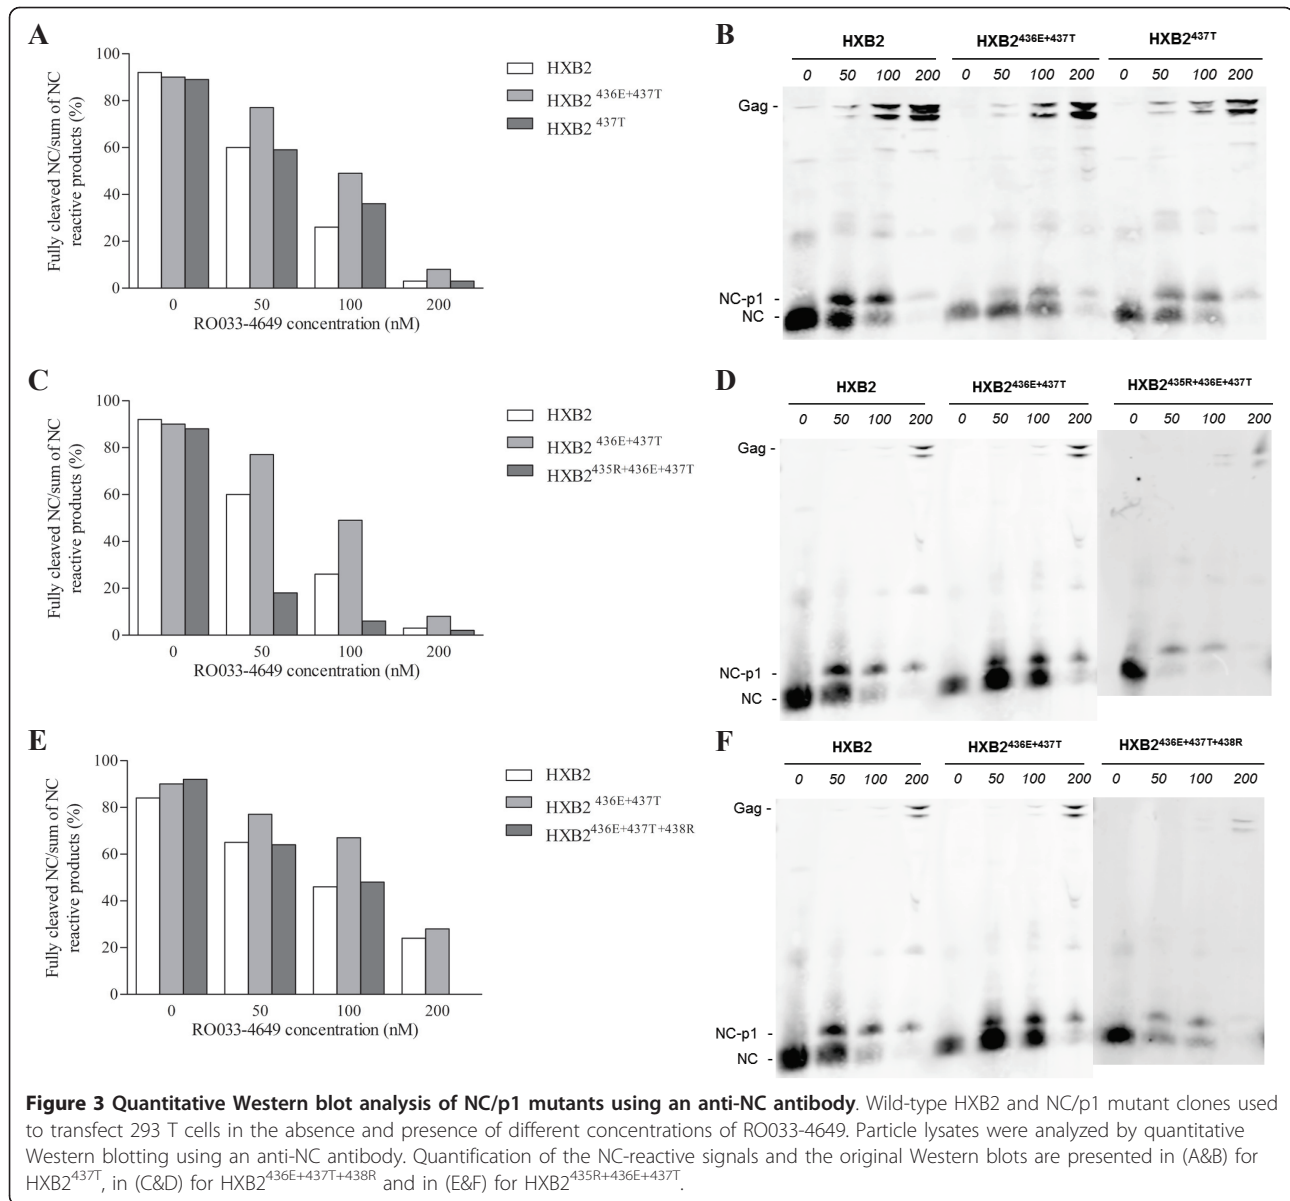 A
100
80
60
40
20
0
Fully cleaved NC/sum of NC
reactive products (%)
0 50 100 200
RO033-4649 concentration (nM)
HXB2
HXB2 436E+437T
HXB2 437T
B
HXB2 HXB2436E+437T HXB2437T
0 50 100 200 0 50 100 200 0 50 100 200
Gag -
NC-p1 -
NC -
C
100
80
60
40
20
0
Fully cleaved NC/sum of NC
reactive products (%)
0 50 100 200
RO033-4649 concentration (nM)
HXB2
HXB2 436E+437T
HXB2435R+436E+437T
D
HXB2 HXB2436E+437T HXB2435R+436E+437T
0 50 100 200 0 50 100 200 0 50 100 200
Gag -
NC-p1 -
NC -
E
100
80
60
40
20
0
Fully cleaved NC/sum of NC
reactive products (%)
0 50 100 200
RO033-4649 concentration (nM)
HXB2
HXB2 436E+437T
HXB2436E+437T+438R
F
HXB2 HXB2436E+437T HXB2436E+437T+438R
0 50 100 200 0 50 100 200 0 50 100 200
Gag -
NC-p1 -
NC -
Figure 3 Quantitative Western blot analysis of NC/p1 mutants using an anti-NC antibody. Wild-type HXB2 and NC/p1 mutant clones used
to transfect 293 T cells in the absence and presence of different concentrations of RO033-4649. Particle lysates were analyzed by quantitative
Western blotting using an anti-NC antibody. Quantification of the NC-reactive signals and the original Western blots are presented in (A&B) for
HXB2437T, in (C&D) for HXB2436E+437T+438R and in (E&F) for HXB2435R+436E+437T.